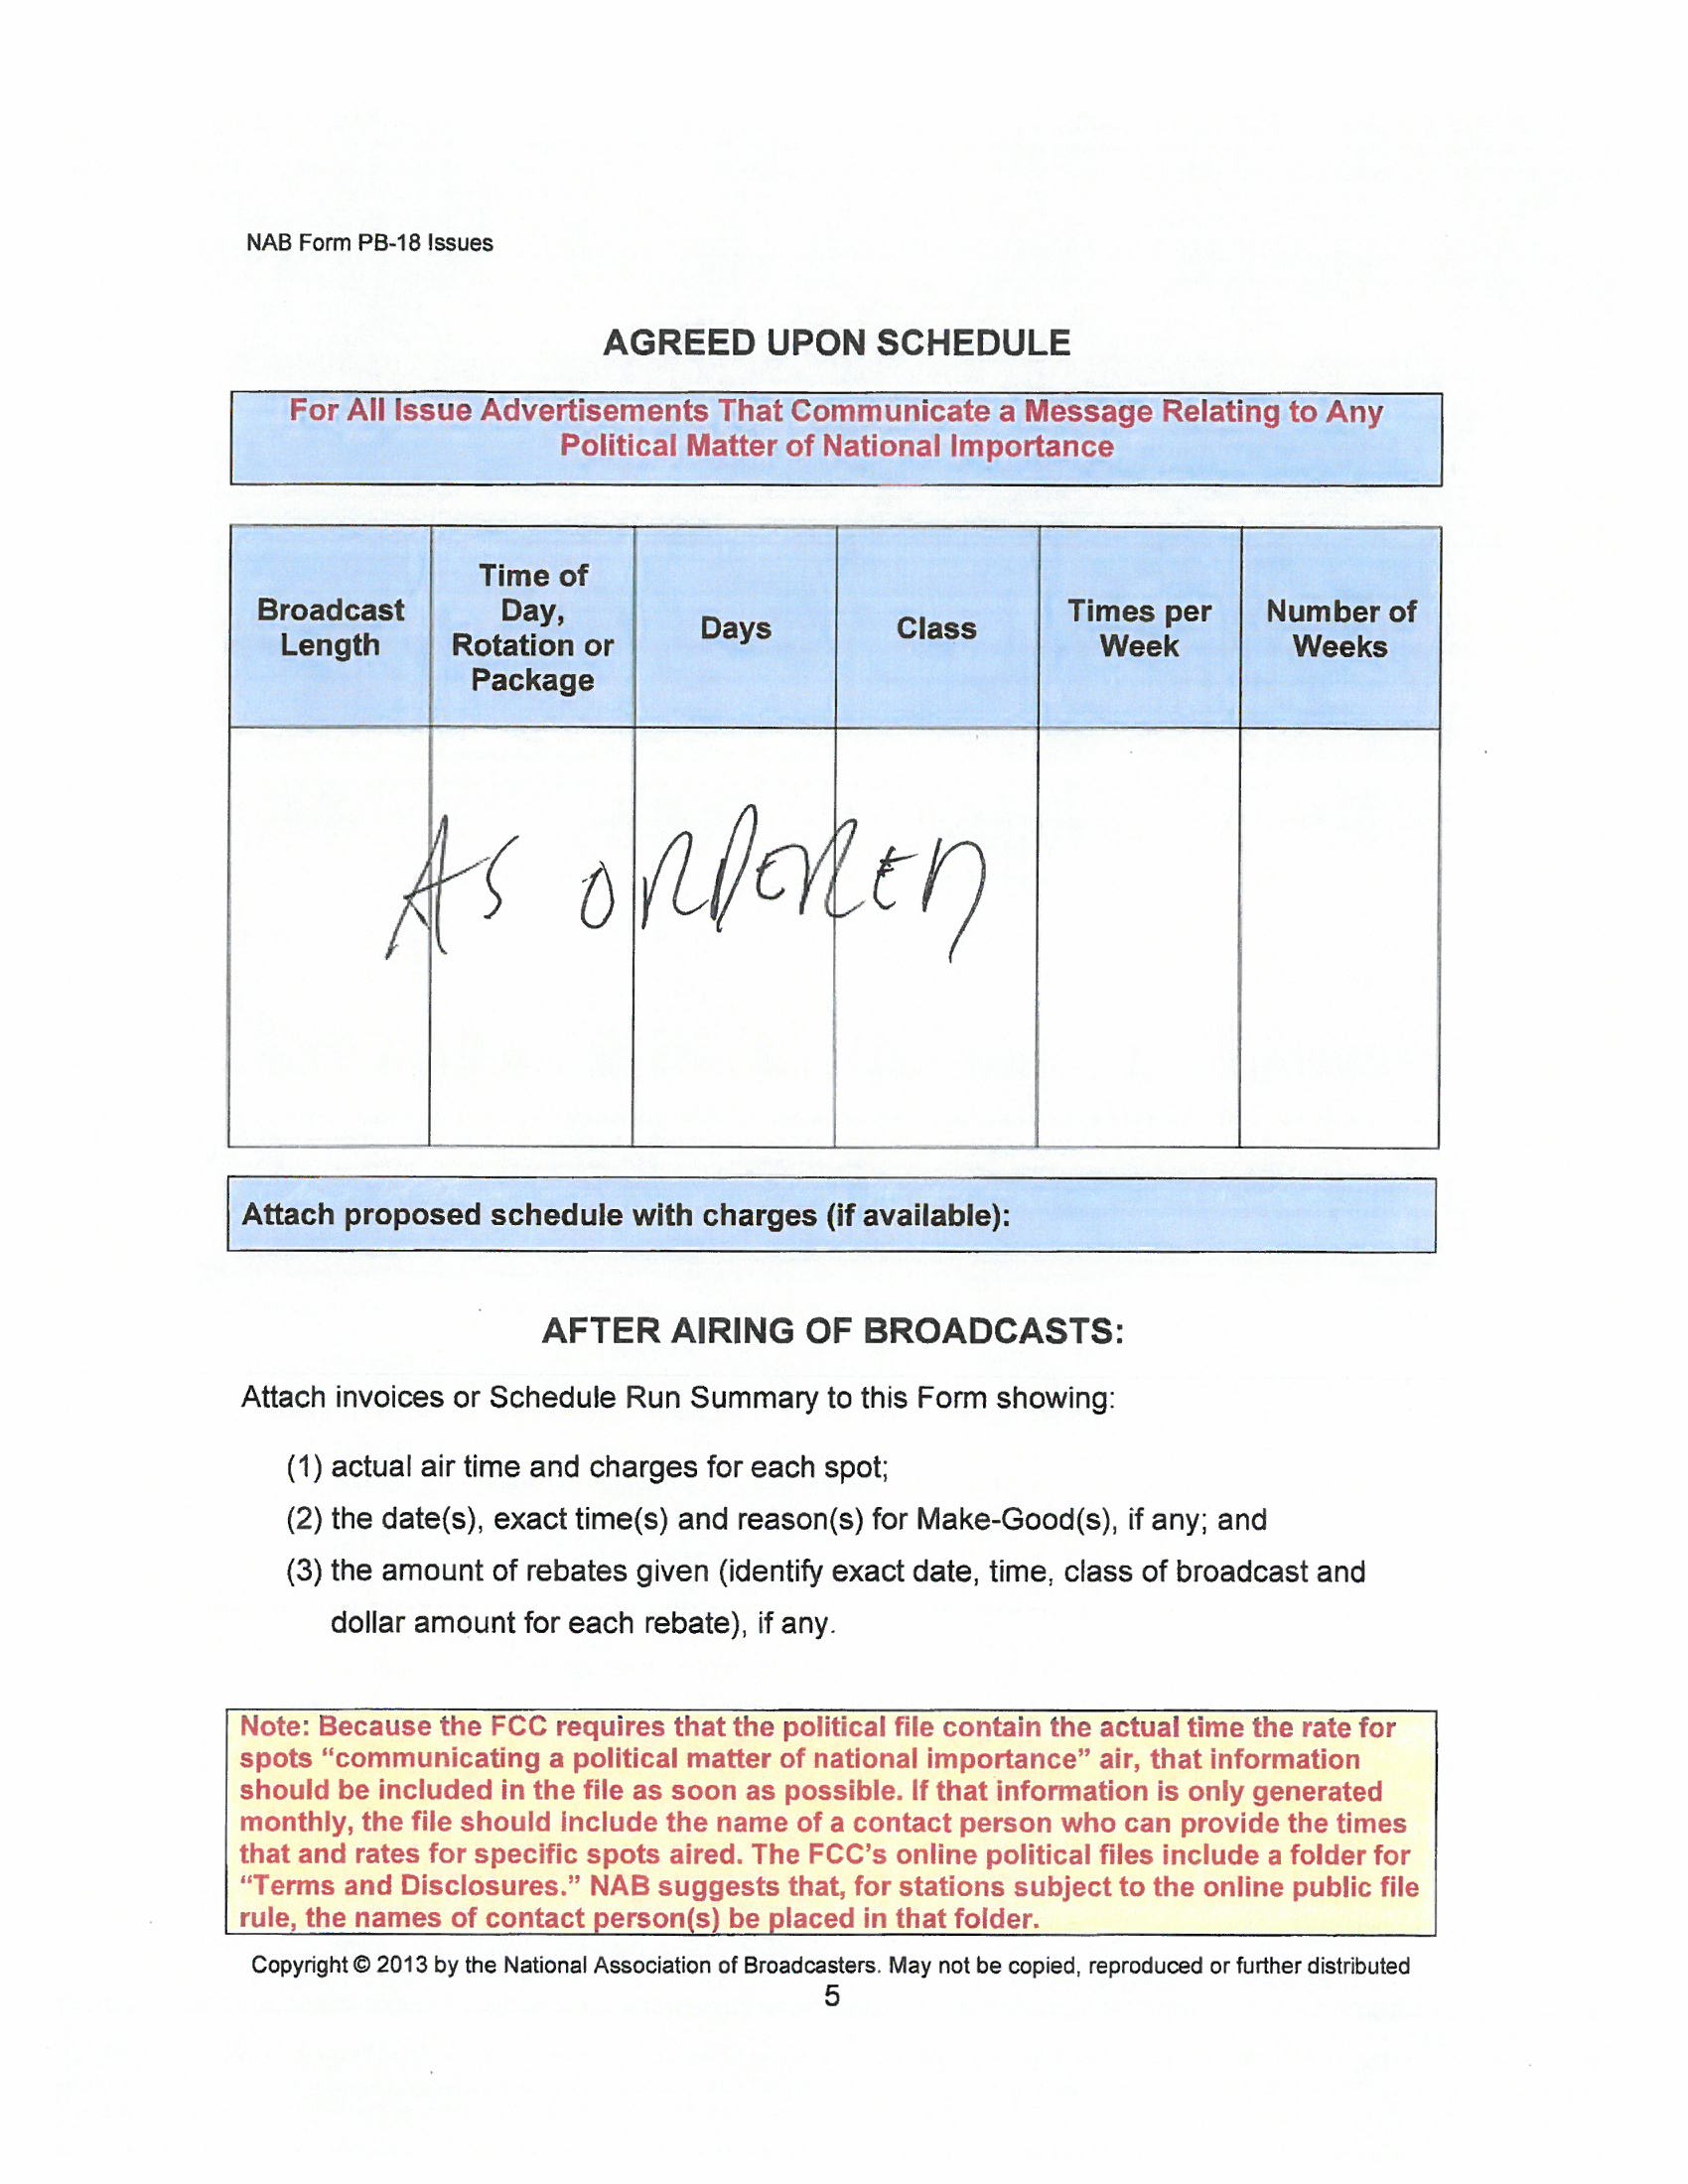 NAB Form PB-18 Issues
AGREED UPON SCHEDULE
For All Issue Advertisements That Communicate a Message Relating to Any
Political Matter of National Importance
Broadcast
Length
Time of
Day,
Rotation or
Package
Days
Class
Times per
Week
Number of
Weeks
AS ORDERED
Attach proposed schedule with charges (if available):
AFTER AIRING OF BROADCASTS:
Attach invoices or Schedule Run Summary to this Form showing:
(1) actual air time and charges for each spot;
(2) the date(s), exact time(s) and reason(s) for Make-Good(s), if any; and
(3) the amount of rebates given (identify exact date, time, class of broadcast and
dollar amount for each rebate), if any.
Note: Because the FCC requires that the political file contain the actual time the rate for
spots “communicating a political matter of national importance” air, that information
should be included in the file as soon as possible. If that information is only generated
monthly, the file should include the name of a contact person who can provide the times
that and rates for specific spots aired. The FCC’s online political files include a folder for
“Terms and Disclosures.” NAB suggests that, for stations subject to the online public file
rule, the names of contact person(s) be placed in that folder.
Copyright © 2013 by the National Association of Broadcasters. May not be copied, reproduced or further distributed
5